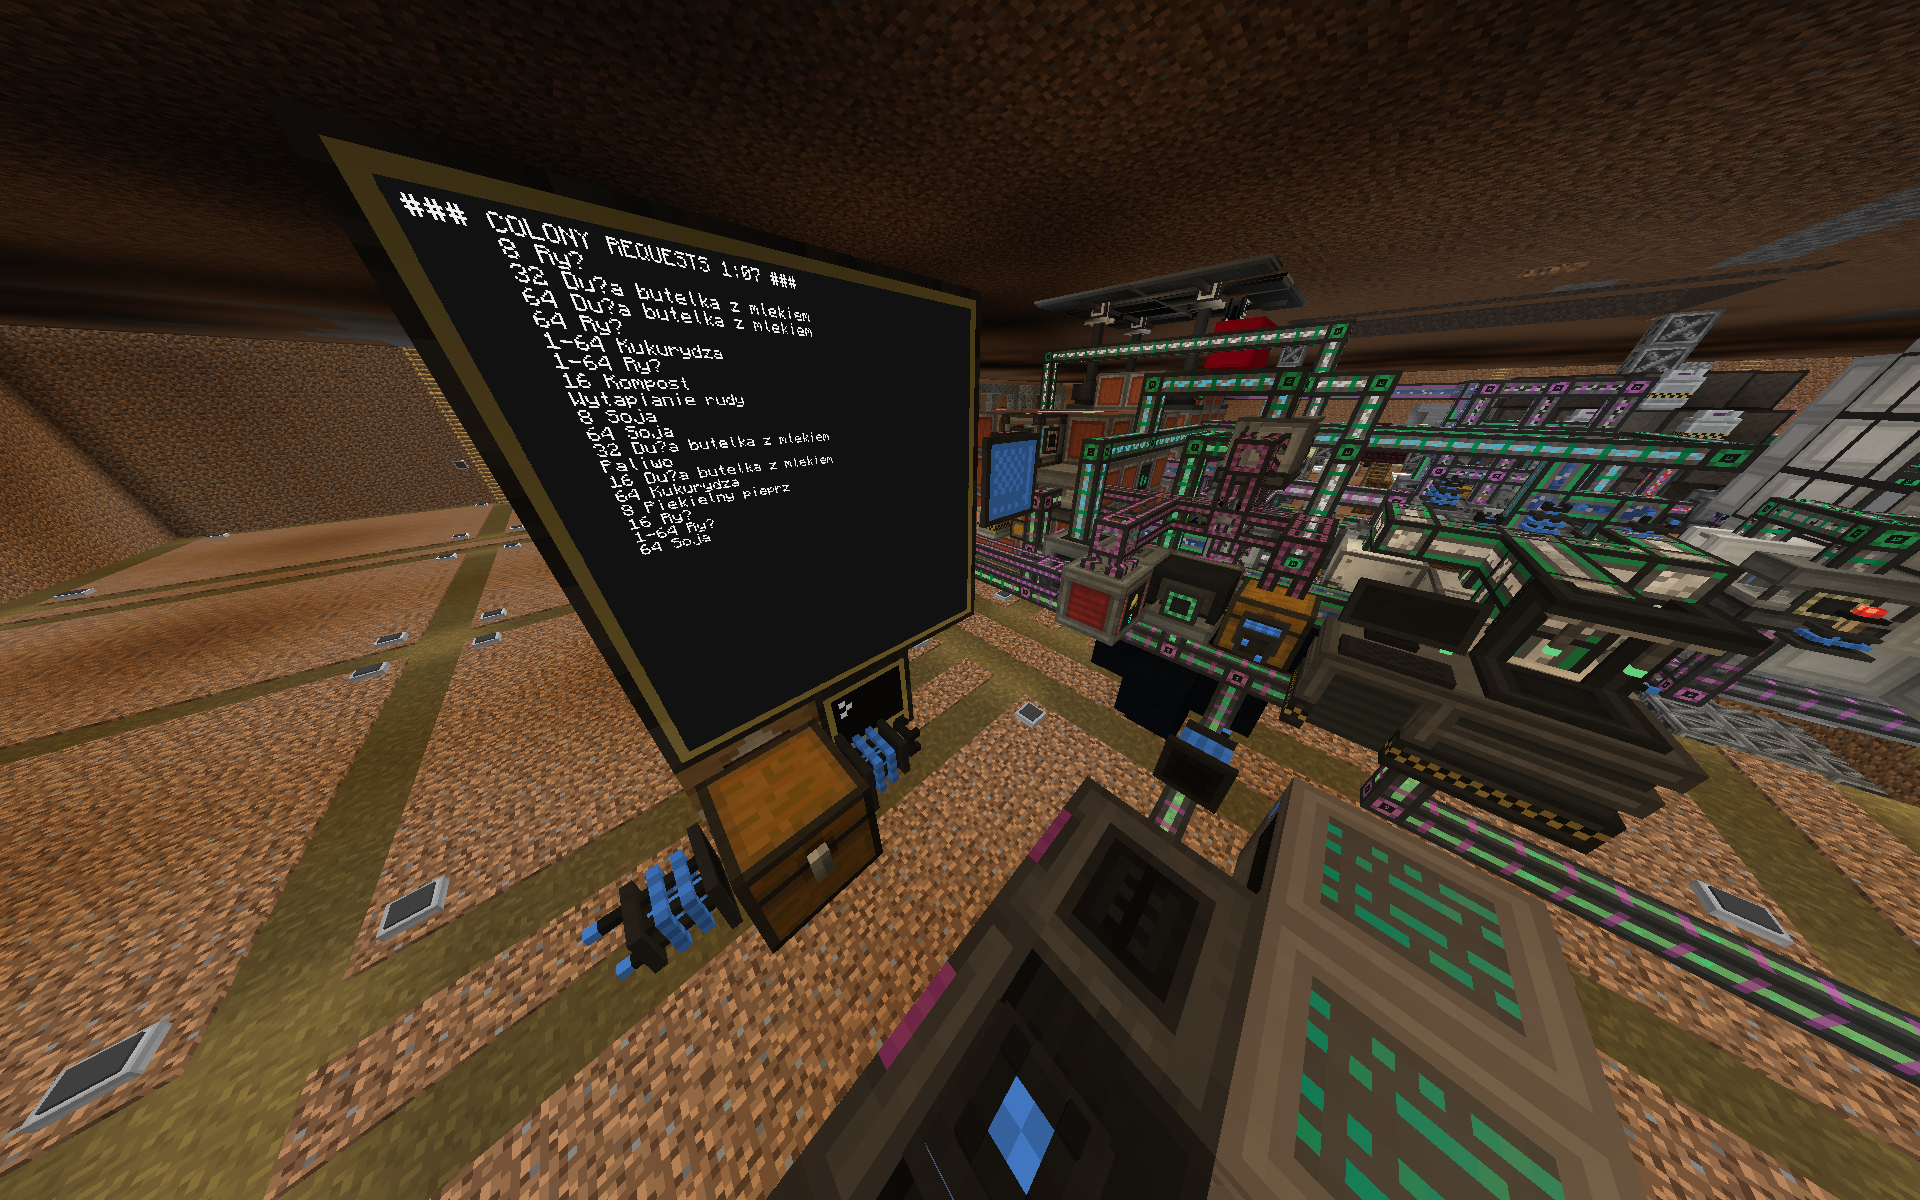 ### COLONY REQUESTS 1:07 ###
8 Ry?
32 Du?a butelka z mlekiem
64 Du?a butelka z mlekiem
64 Ry?
1-64 Kukurydza
1-64 Ry?
16 Kompost
Wytapianie rudy
8 Soja
64 Soja
32 Du?a butelka z mlekiem
Paliwo
16 Du?a butelka z mlekiem
64 Kukurydza
8 Piekielny pieprz
16 Ry?
1-64 Ry?
64 Soja